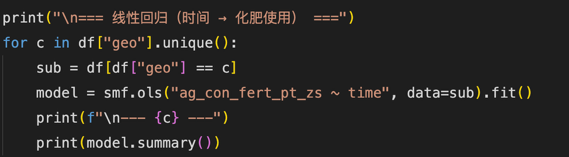 print("\n=== 线性回归（时间 → 化肥使用） ===")
for c in df["geo"].unique():
    sub = df[df["geo"] == c]
    model = smf.ols("ag_con_fert_pt_zs ~ time", data=sub).fit()
    print(f"\n--- {c} ---")
    print(model.summary())